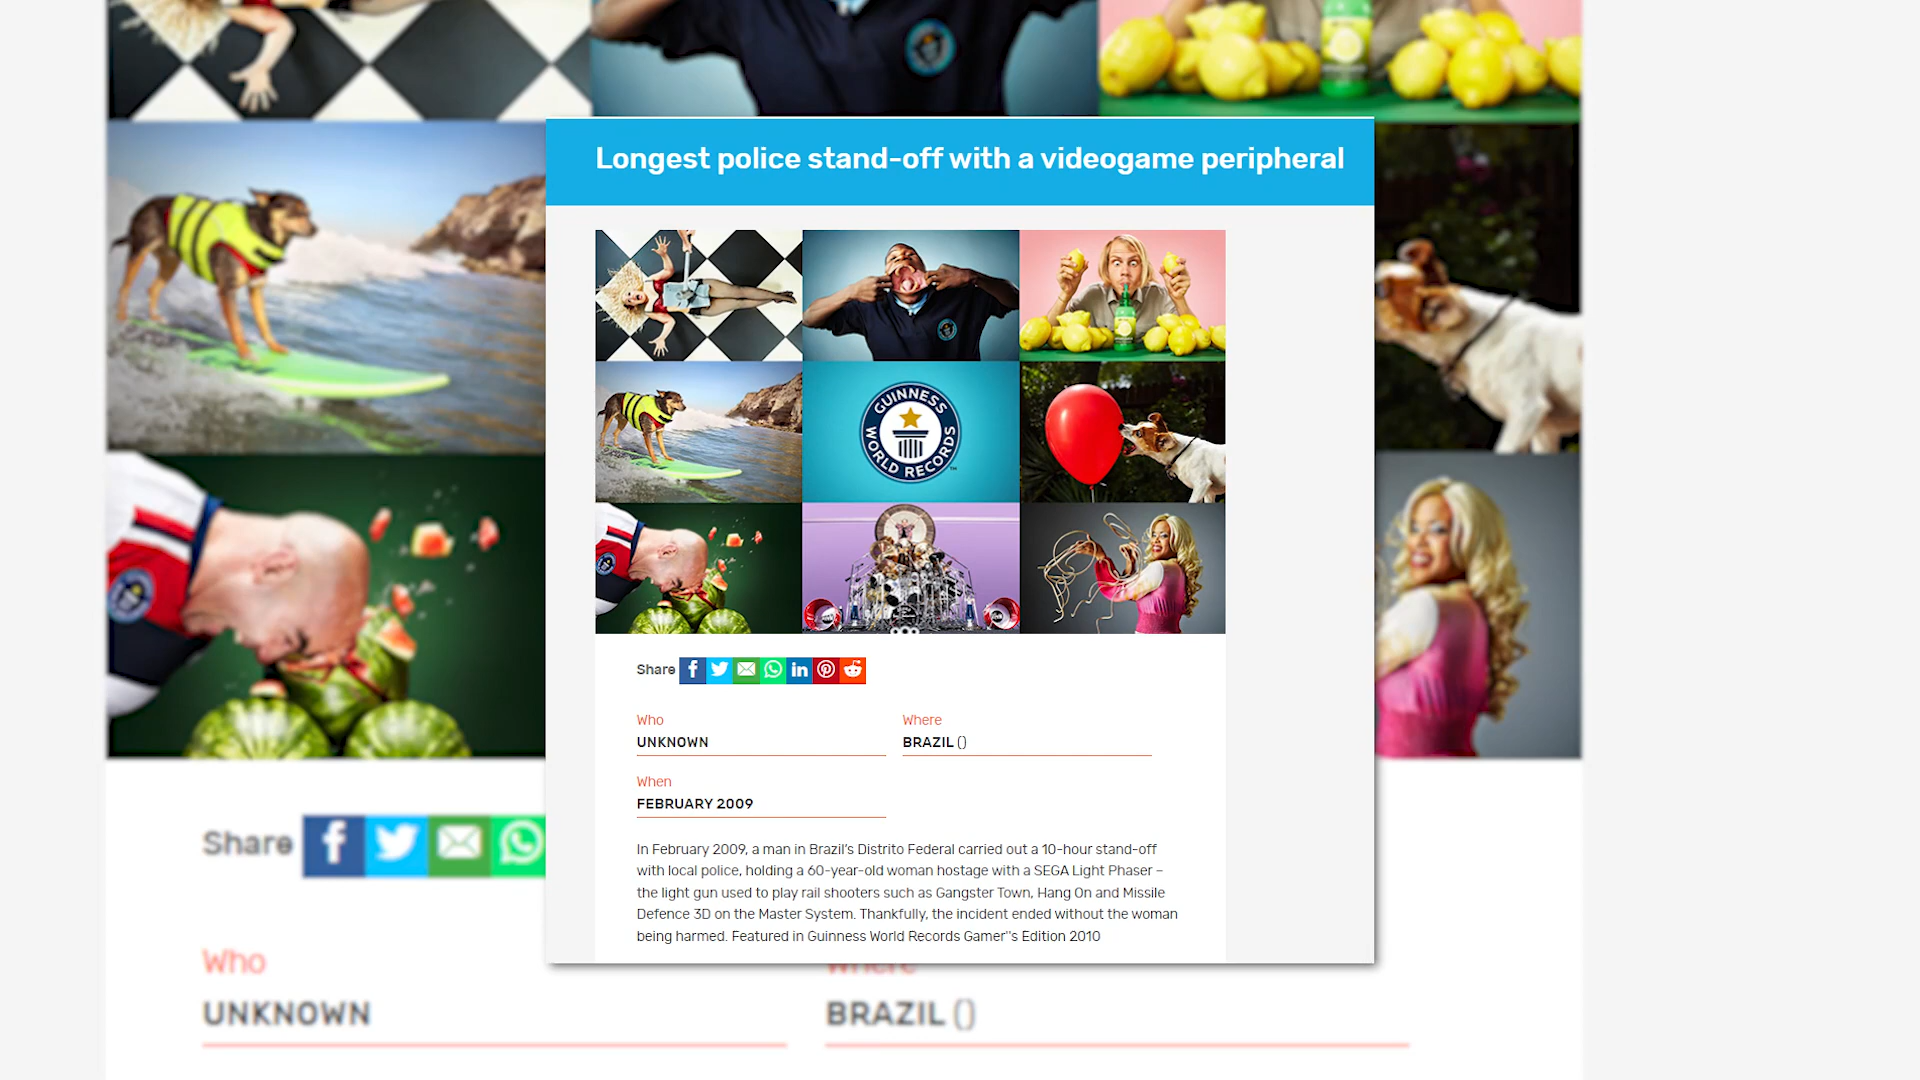 Longest police stand-off with a videogame peripheral
GUINNESS
WORLD RECORDS
Share
Who
UNKNOWN
Where
BRAZIL ()
When
FEBRUARY 2009
In February 2009, a man in Brazil's Distrito Federal carried out a 10-hour stand-off
with local police, holding a 60-year-old woman hostage with a SEGA Light Phaser –
the light gun used to play rail shooters such as Gangster Town, Hang On and Missile
Defence 3D on the Master System. Thankfully, the incident ended without the woman
being harmed. Featured in Guinness World Records Gamer''s Edition 2010
Share
Who
Where
UNKNOWN
BRAZIL ()